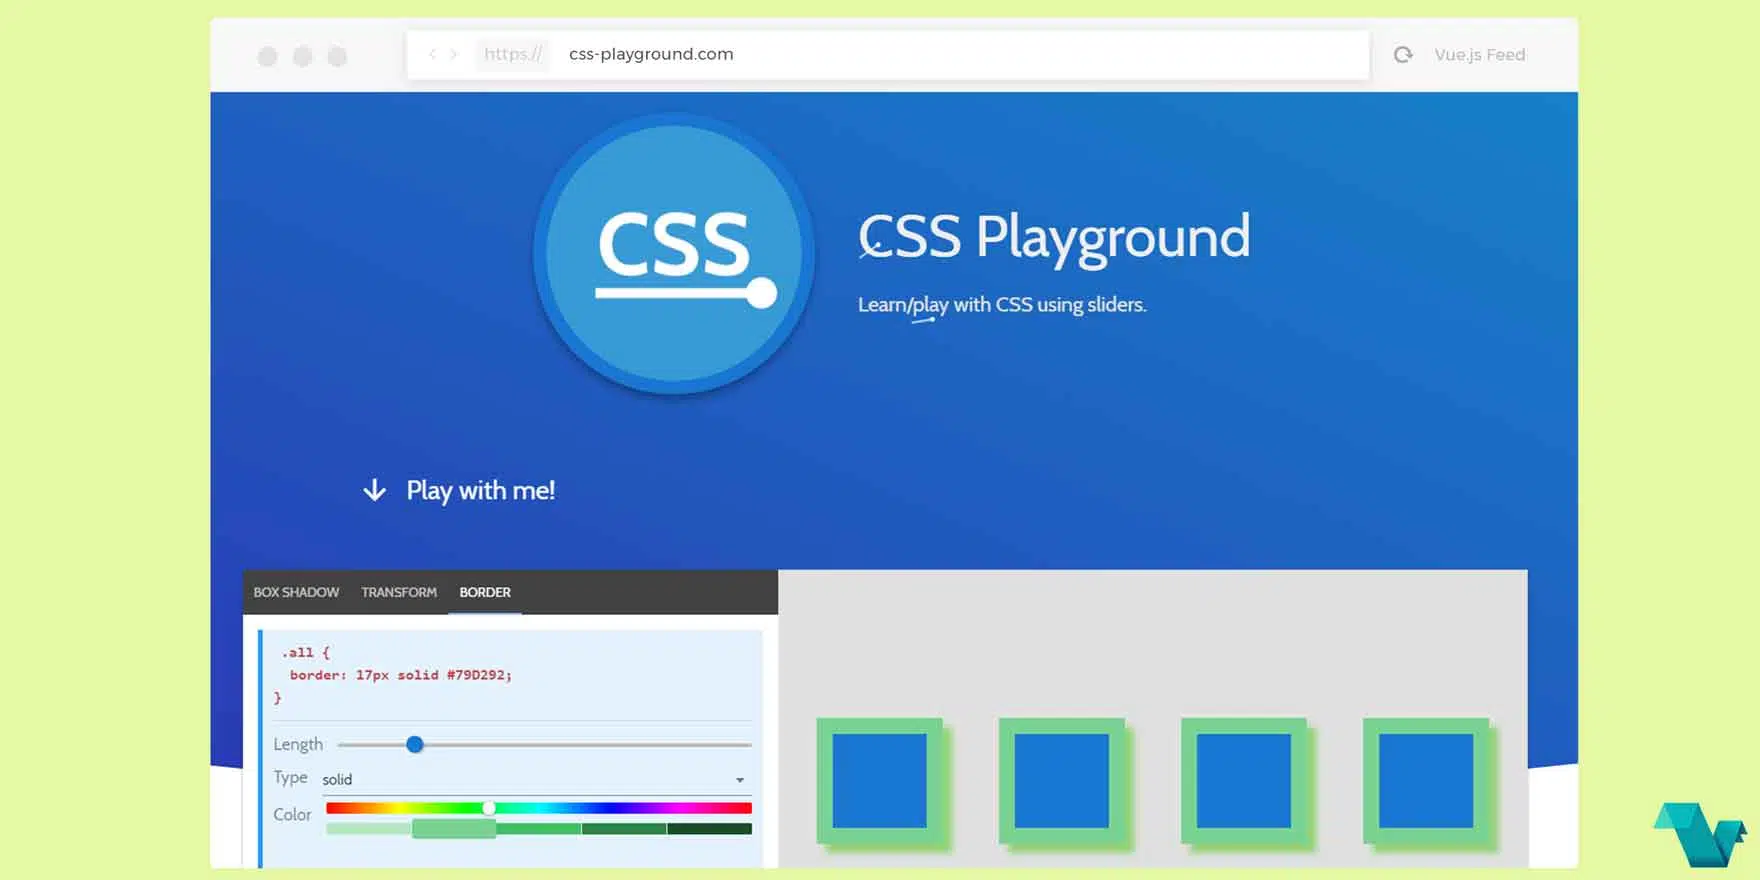 https:// css-playground.com Vue.js Feed
CSS
CSS Playground
Learn/play with CSS using sliders.
Play with me!
BOX SHADOW TRANSFORM BORDER
.all {
border: 17px solid #79D292;
}
Length
Type solid
Color